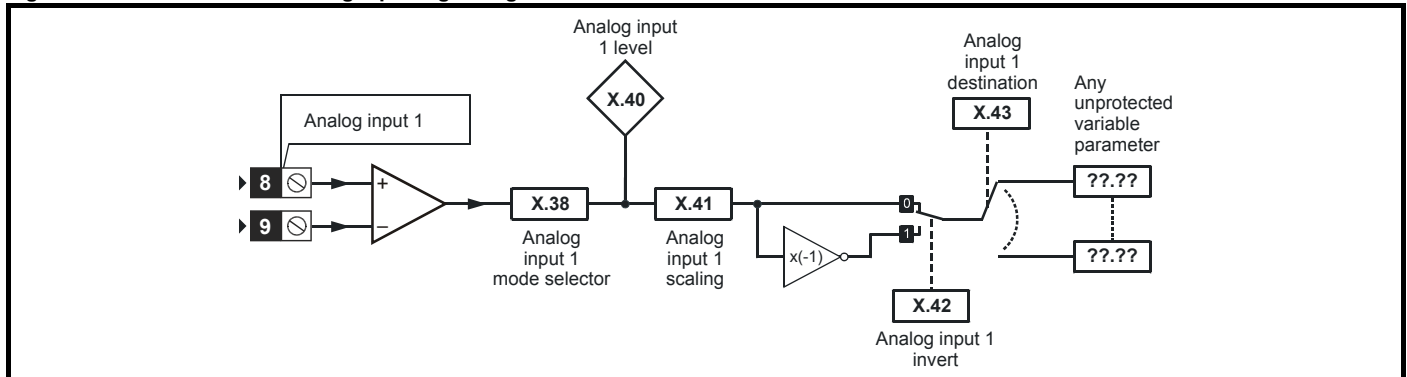 Analog input
1 level
X.40
Analog input 1
8
+
9
–
X.38
Analog
input 1
mode selector
X.41
Analog
input 1
scaling
x(-1)
0
1
X.42
Analog input 1
invert
Analog
input 1
destination
X.43
Any
unprotected
variable
parameter
??.??
??.??